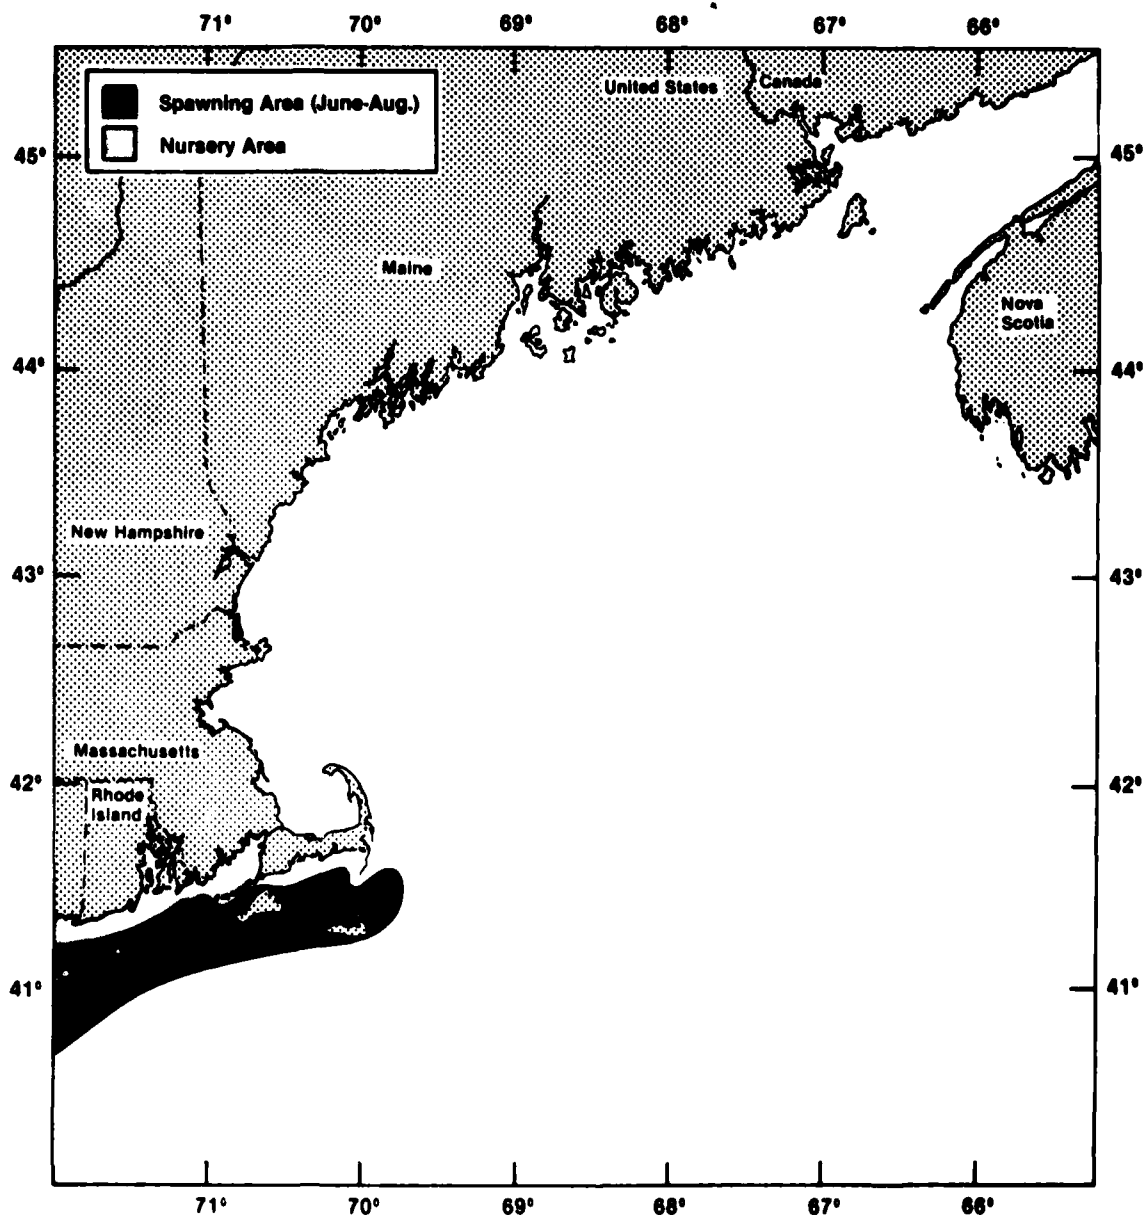 71° 70° 69° 68° 67° 66°
United States
Canada
Spawning Area (June-Aug.)
Nursery Area
45° 45°
Maine
Nova
Scotia
44° 44°
New Hampshire
43° 43°
Massachusetts
42° 42°
Rhode
Island
41° 41°
71° 70° 69° 68° 67° 66°